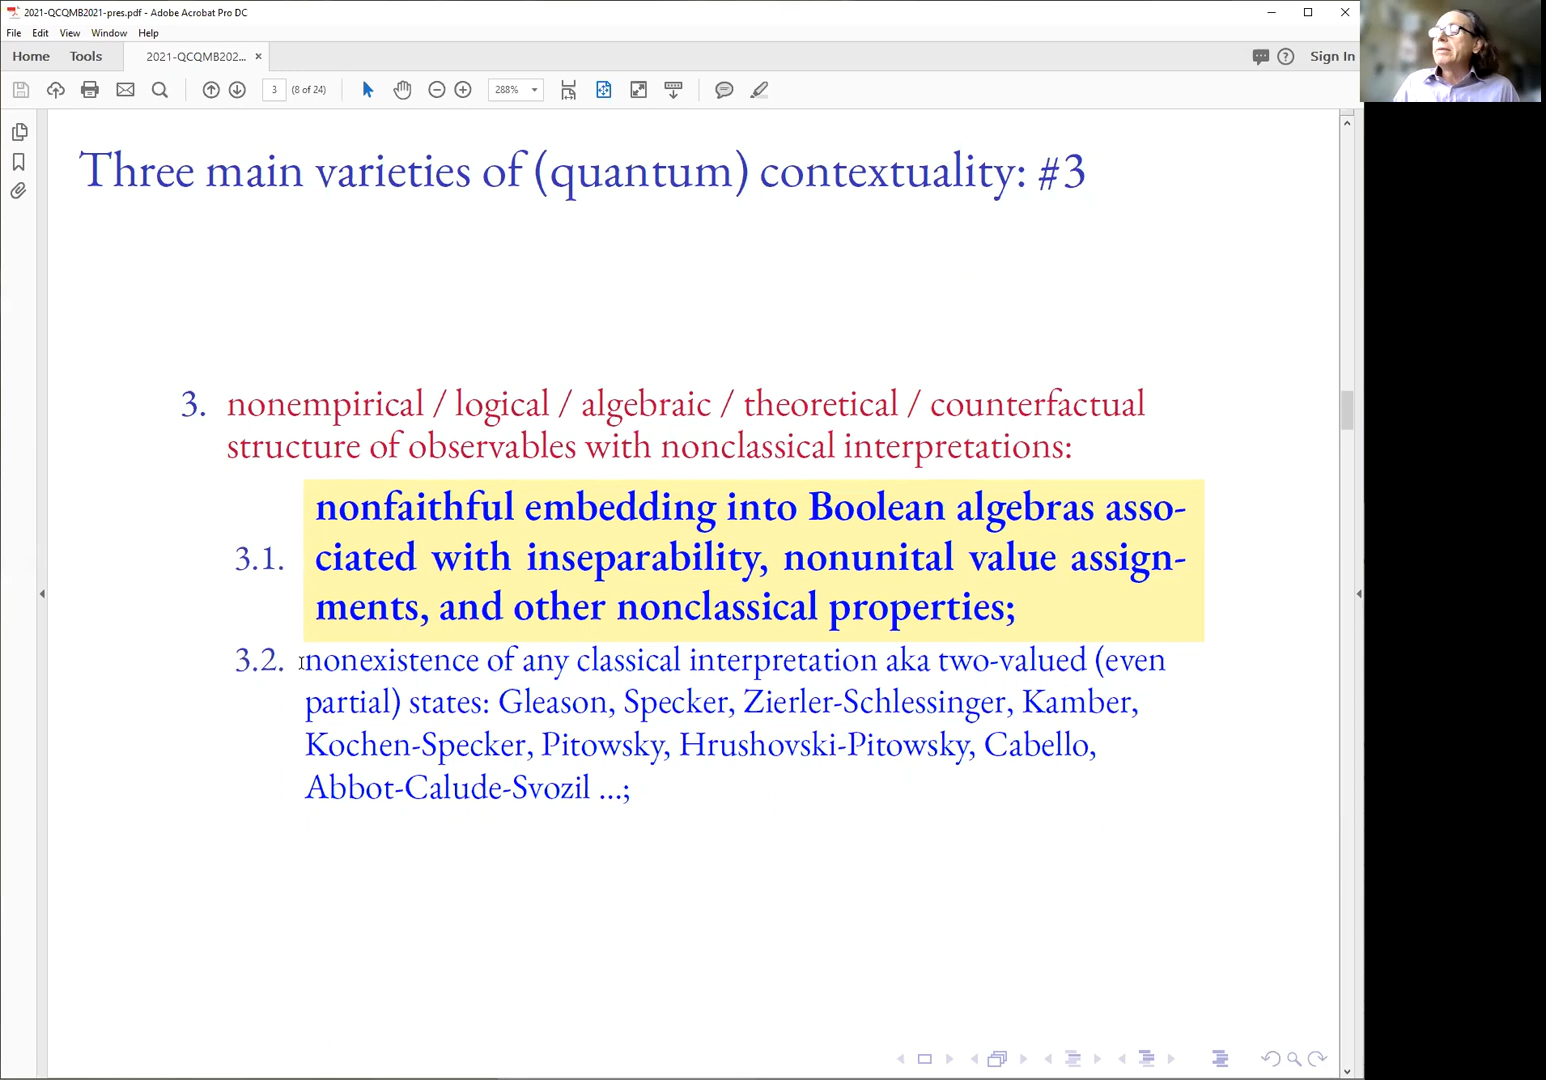 2021-QCQMB2021-pres.pdf - Adobe Acrobat Pro DC
File Edit View Window Help
Home Tools 2021-QCQMB202... × Sign In
3 (8 of 24) 288%
Three main varieties of (quantum) contextuality: #3
3. nonempirical / logical / algebraic / theoretical / counterfactual
structure of observables with nonclassical interpretations:
nonfaithful embedding into Boolean algebras asso-
3.1. ciated with inseparability, nonunital value assign-
ments, and other nonclassical properties;
3.2. nonexistence of any classical interpretation aka two-valued (even
partial) states: Gleason, Specker, Zierler-Schlessinger, Kamber,
Kochen-Specker, Pitowsky, Hrushovski-Pitowsky, Cabello,
Abbot-Calude-Svozil ...;